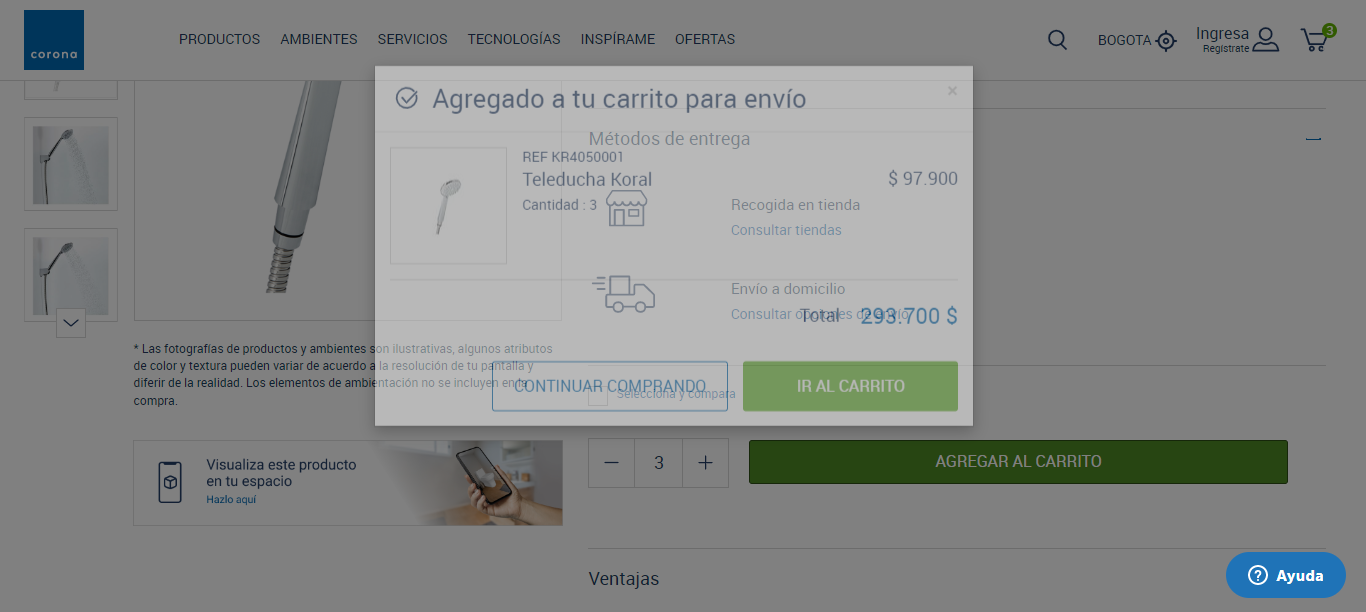 corona
PRODUCTOS AMBIENTES SERVICIOS TECNOLOGÍAS INSPÍRAME OFERTAS
BOGOTA
Ingresa
Regístrate
3
Agregado a tu carrito para envío
×
Métodos de entrega
REF KR4050001
Teleducha Koral
$ 97.900
Cantidad : 3
Recogida en tienda
Consultar tiendas
Envío a domicilio
Consultar opciones de envío
Total 293.700 $
* Las fotografías de productos y ambientes son ilustrativas, algunos atributos
de color y textura pueden variar de acuerdo a la resolución de tu pantalla y
diferir de la realidad. Los elementos de ambientación no se incluyen en la
compra.
CONTINUAR COMPRANDO
IR AL CARRITO
Selecciona y compara
Visualiza este producto
en tu espacio
Hazlo aquí
— 3 +
AGREGAR AL CARRITO
Ventajas
? Ayuda